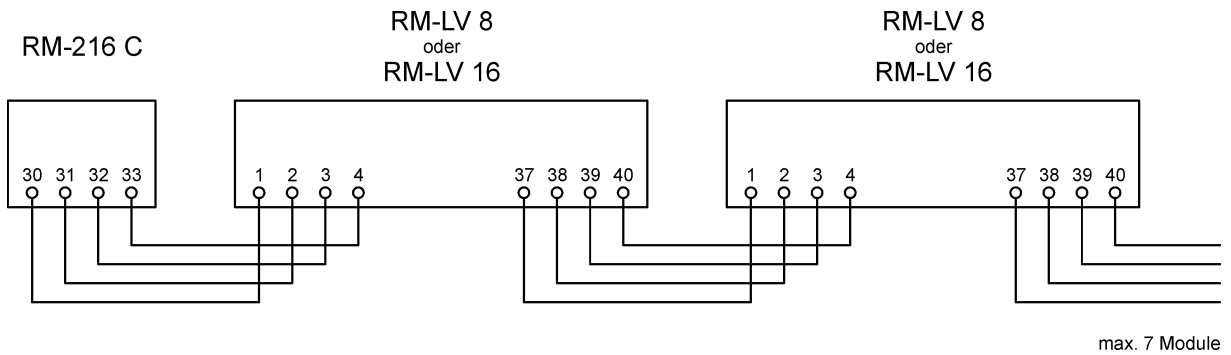 RM-216 C
RM-LV 8
oder
RM-LV 16
RM-LV 8
oder
RM-LV 16
30 31 32 33 1 2 3 4 37 38 39 40 1 2 3 4 37 38 39 40
max. 7 Module